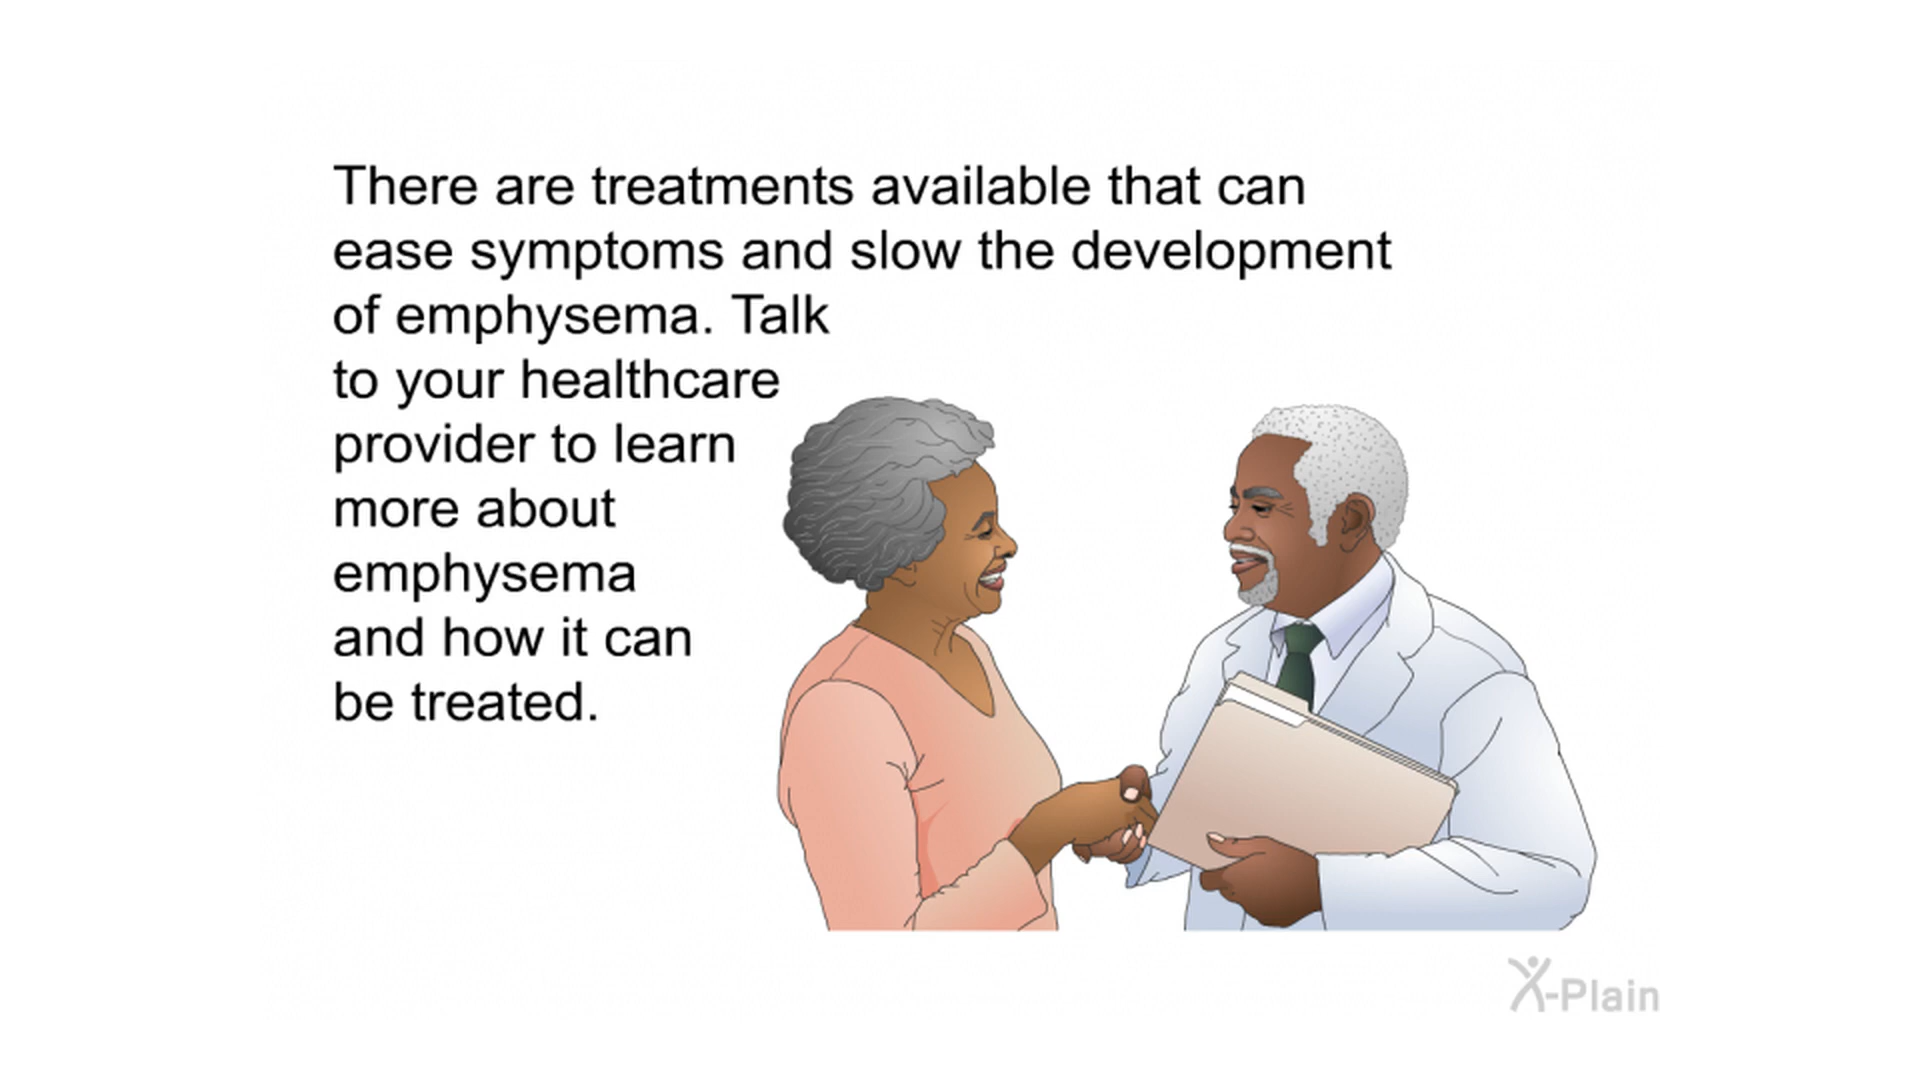 There are treatments available that can
ease symptoms and slow the development
of emphysema. Talk
to your healthcare
provider to learn
more about
emphysema
and how it can
be treated.
X-Plain